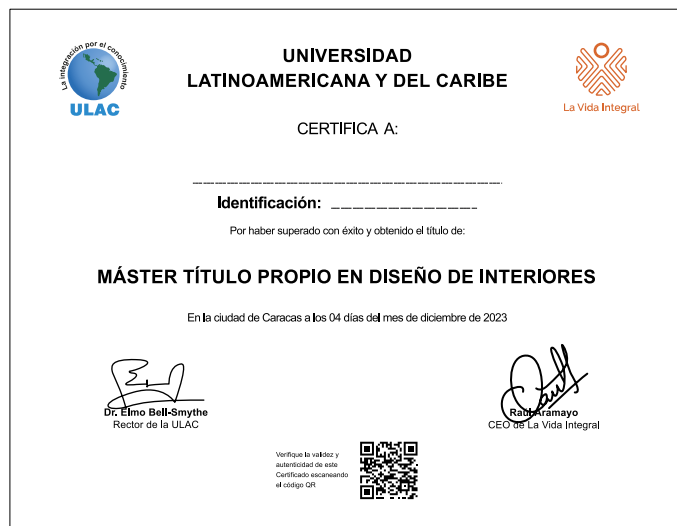 La integración por el conocimiento
ULAC
UNIVERSIDAD
LATINOAMERICANA Y DEL CARIBE
La Vida Integral
CERTIFICA A:
Identificación:
Por haber superado con éxito y obtenido el título de:
MÁSTER TÍTULO PROPIO EN DISEÑO DE INTERIORES
En la ciudad de Caracas a los 04 días del mes de diciembre de 2023
Dr. Elmo Bell-Smythe
Rector de la ULAC
Raúl Aramayo
CEO de La Vida Integral
Verifique la validez y
autenticidad de este
Certificado escaneando
el código QR